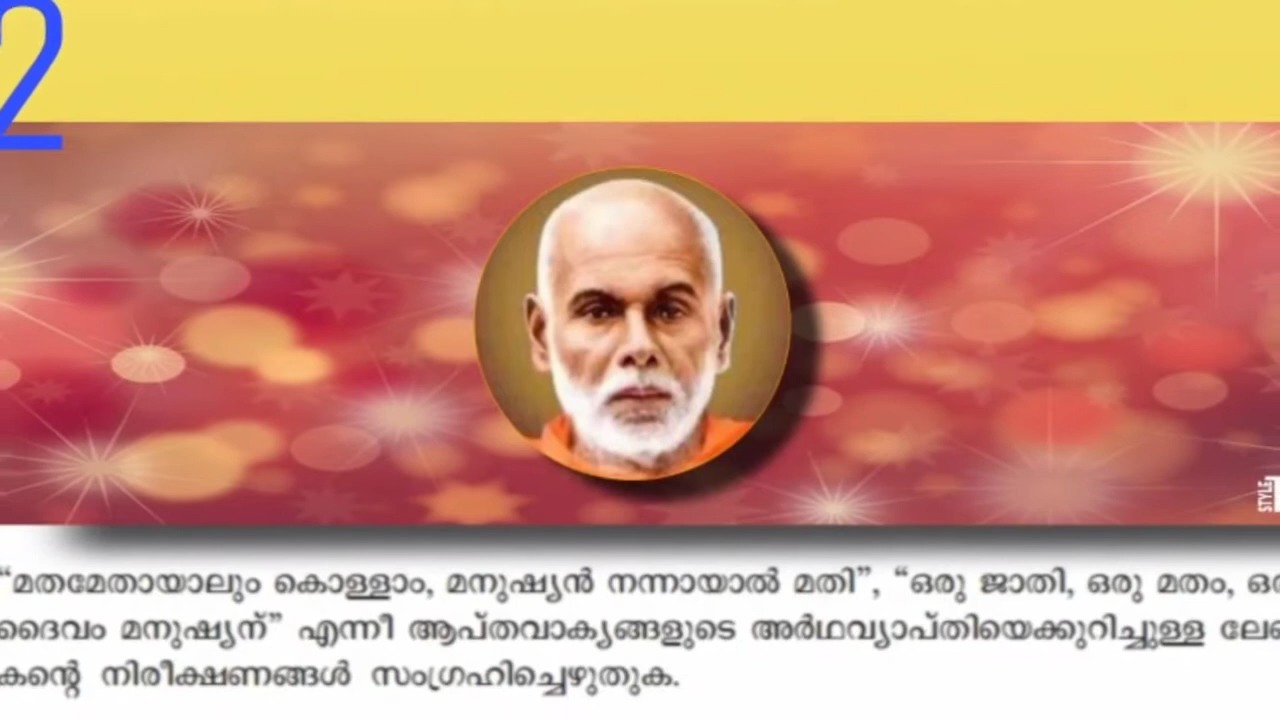 2
“മതമേതായാലും കൊള്ളാം, മനുഷ്യൻ നന്നായാൽ മതി”, “ഒരു ജാതി, ഒരു മതം,
ദൈവം മനുഷ്യന്” എന്നീ ആപ്തവാക്യങ്ങളുടെ അർഥവ്യാപ്തിയെക്കുറിച്ചുള്ള
കന്റെ നിരീക്ഷണങ്ങൾ സംഗ്രഹിച്ചെഴുതുക.
STYLE